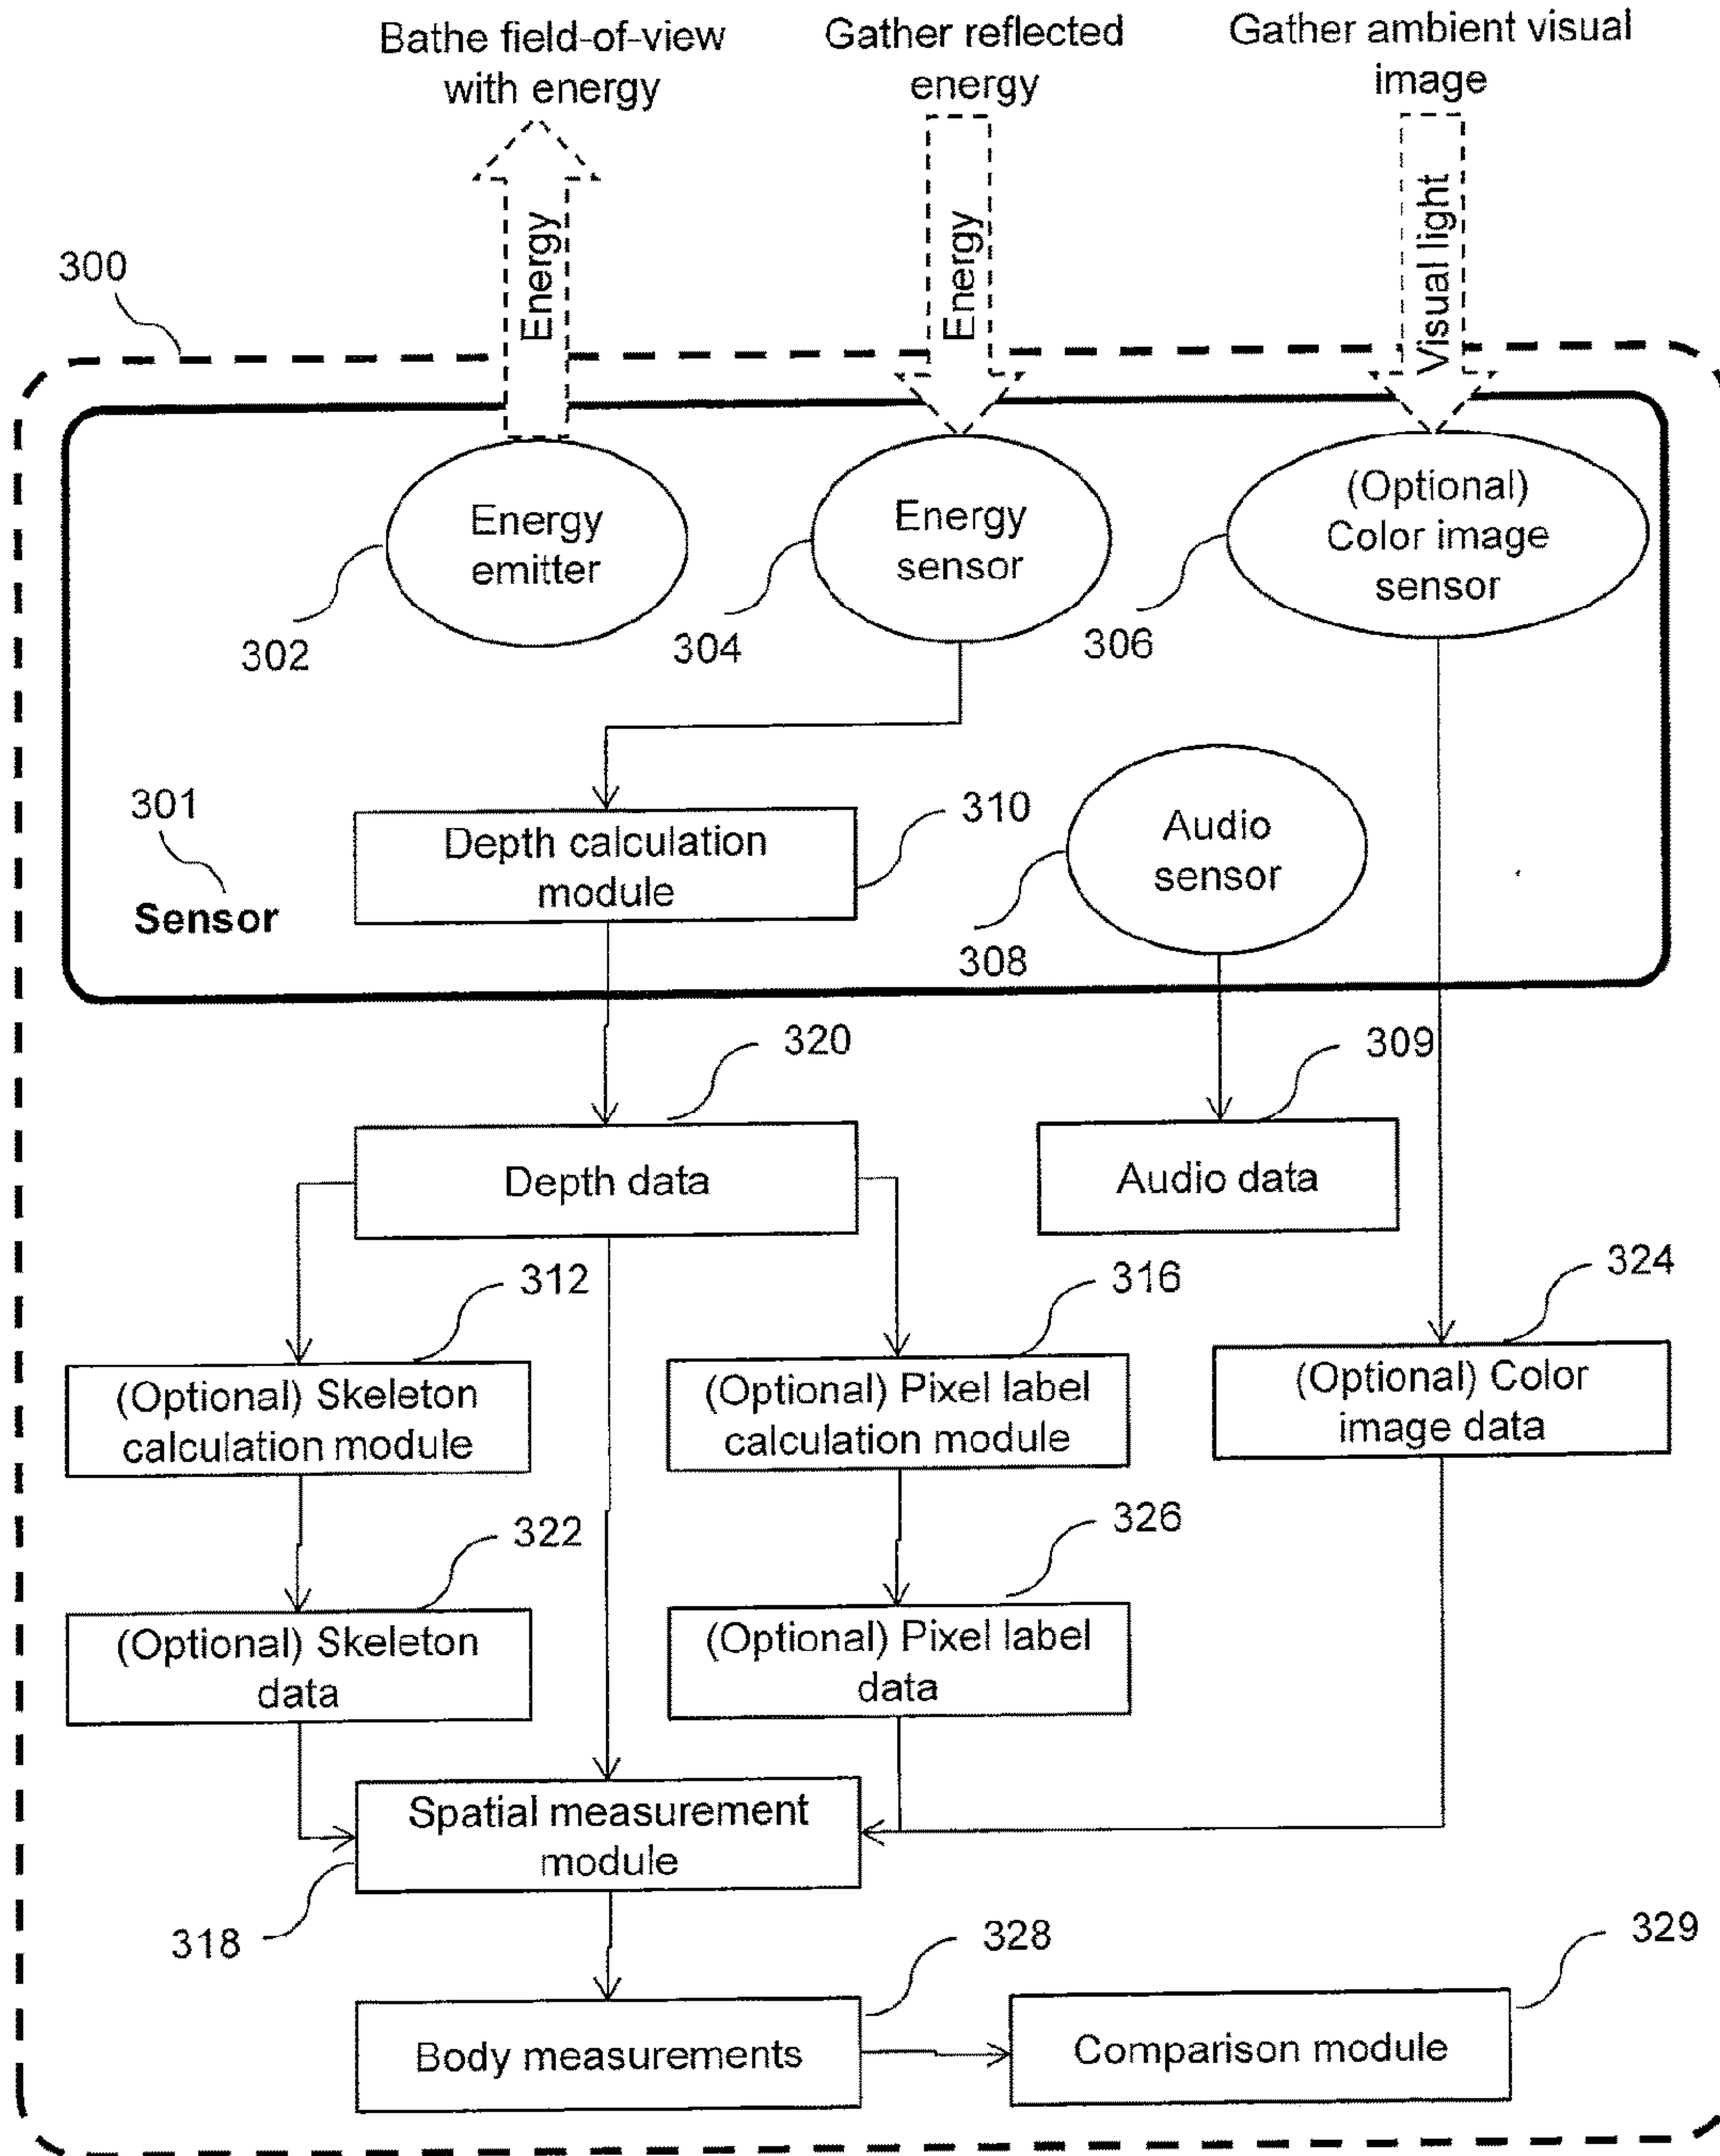 Bathe field-of-view
with energy
Gather reflected
energy
Gather ambient visual
image
Energy
Energy
Visual light
300
Energy
emitter
302
Energy
sensor
304
(Optional)
Color image
sensor
306
301
Sensor
Depth calculation
module
310
Audio
sensor
308
320
309
Depth data
Audio data
312
316
324
(Optional) Skeleton
calculation module
(Optional) Pixel label
calculation module
(Optional) Color
image data
322
326
(Optional) Skeleton
data
(Optional) Pixel label
data
Spatial measurement
module
318
328
329
Body measurements
Comparison module